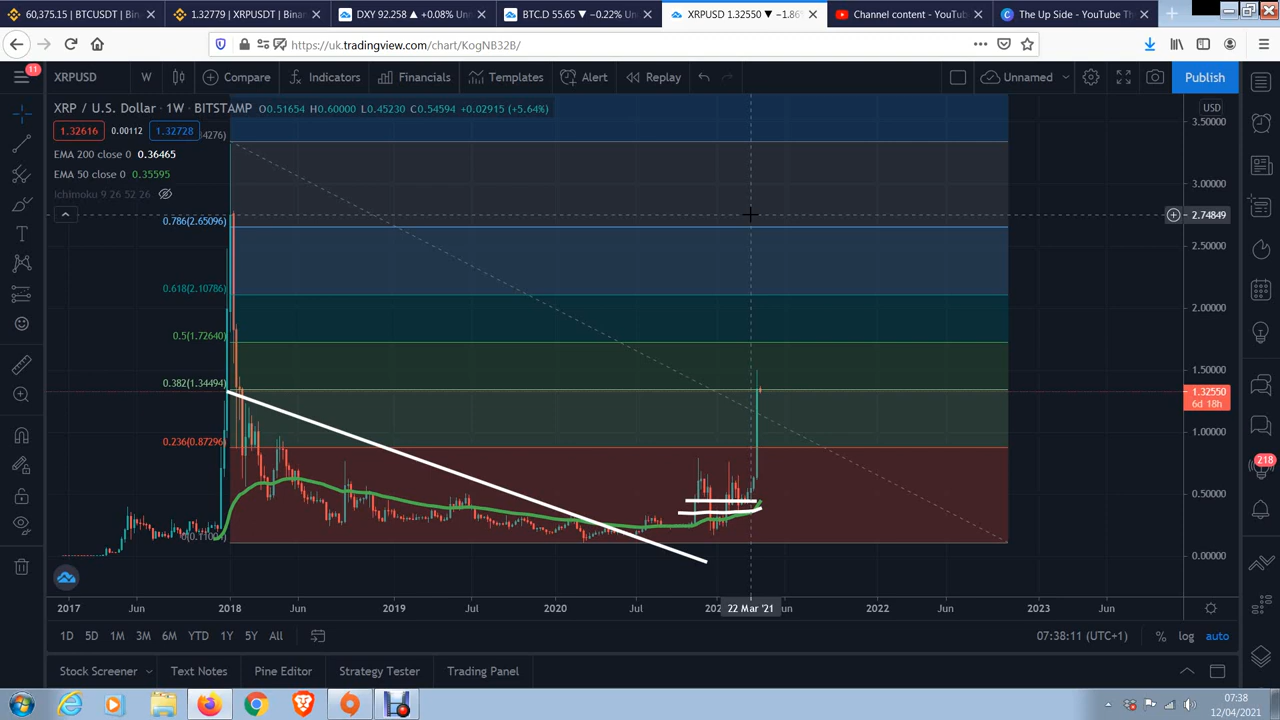 60,375.15 | BTCUSDT | Binan
1.32779 | XRPUSDT | Binanc
DXY 92.258 ▲ +0.08% Un
BTC.D ▼ −0.22% Un
XRPUSD 1.32550 ▼ −1.86%
Channel content - YouTu
The Up Side - YouTube Th
https://uk.tradingview.com/chart/KogNB32B/
11
XRPUSD
W
Compare
Indicators
Financials
Templates
Alert
Replay
Unnamed
Publish
XRP / U.S. Dollar · 1W · BITSTAMP O0.51654 H0.60000 L0.45230 C0.54594 +0.02915 (+5.64%)
USD
1.32616
0.00112
1.32728
4276)
EMA 200 close 0 0.36465
EMA 50 close 0 0.35595
Ichimoku 9 26 52 26
3.50000
3.00000
2.74849
2.50000
2.00000
1.50000
1.32550
6d 18h
1.00000
0.50000
0.00000
0.786(2.65096)
0.618(2.10786)
0.5(1.72640)
0.382(1.34494)
0.236(0.87296)
218
2017
Jun
2018
Jun
2019
Jul
2020
Jul
202
22 Mar '21
un
2022
Jun
2023
Jun
1D
5D
1M
3M
6M
YTD
1Y
5Y
All
07:38:11 (UTC+1)
%
log
auto
Stock Screener
Text Notes
Pine Editor
Strategy Tester
Trading Panel
07:38
12/04/2021